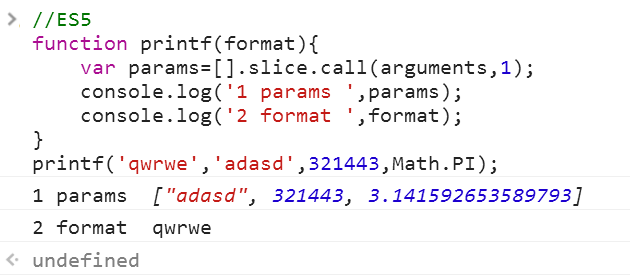 //ES5
function printf(format){
    var params=[].slice.call(arguments,1);
    console.log('1 params ',params);
    console.log('2 format ',format);
}
printf('qwrwe','adasd',321443,Math.PI);
1 params  ["adasd", 321443, 3.141592653589793]
2 format  qwrwe
undefined